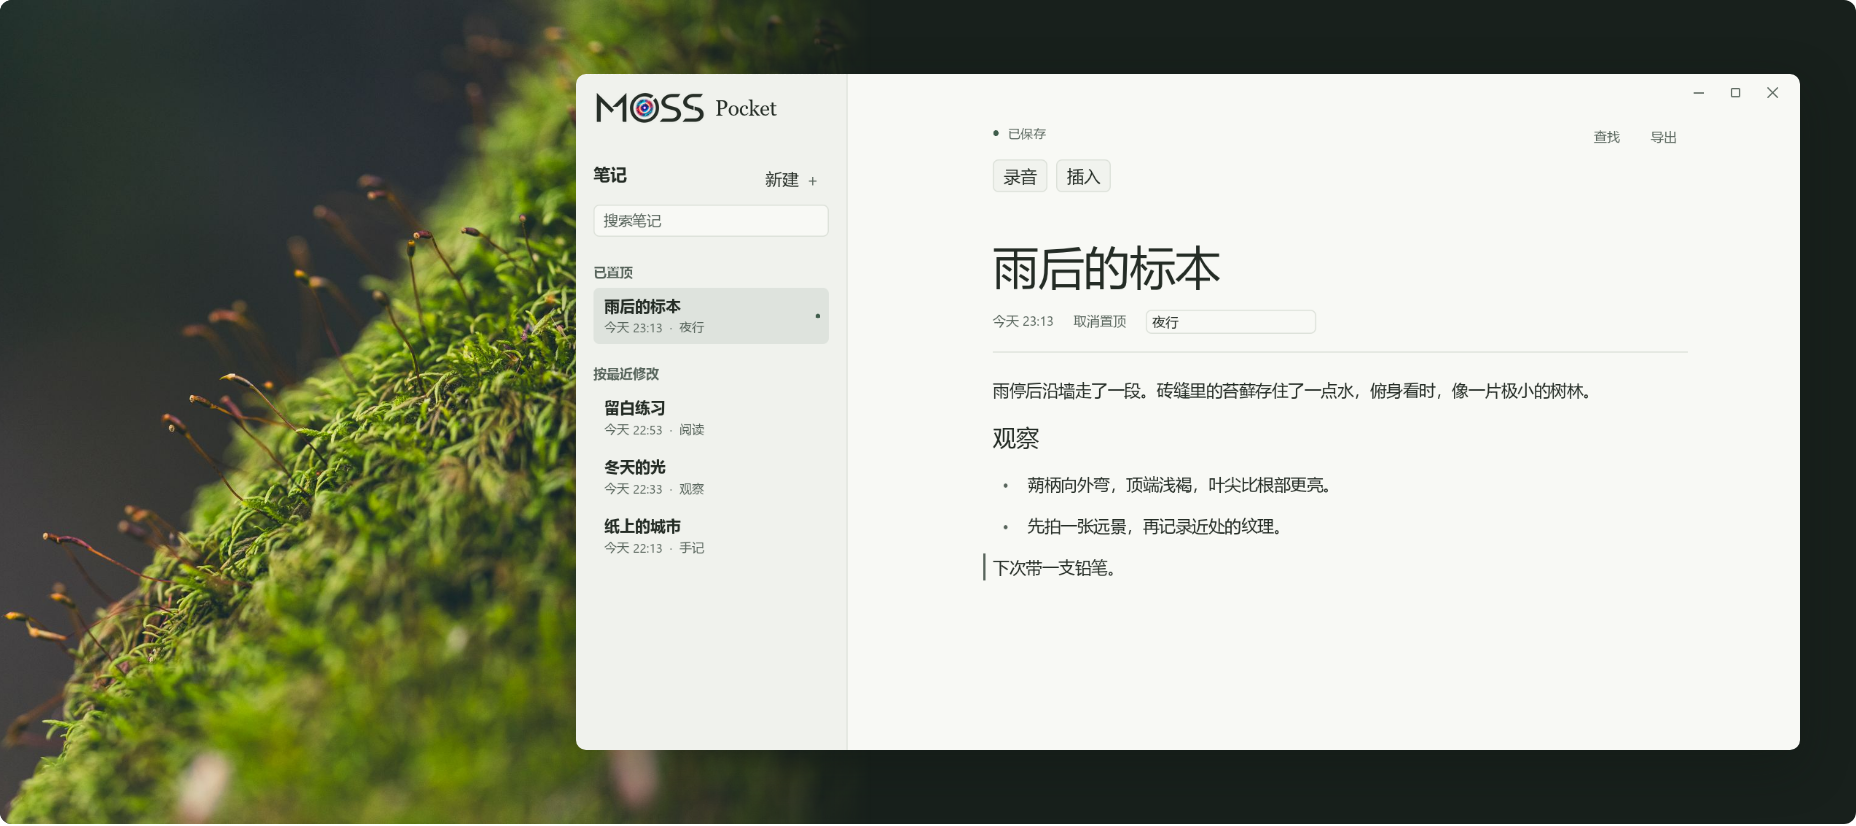 MOSS Pocket
笔记
新建 +
搜索笔记
已置顶
雨后的标本
今天 23:13 · 夜行
按最近修改
留白练习
今天 22:53 · 阅读
冬天的光
今天 22:33 · 观察
纸上的城市
今天 22:13 · 手记
已保存
查找 导出
录音 插入
雨后的标本
今天 23:13 取消置顶 夜行
雨停后沿墙走了一段。砖缝里的苔藓存住了一点水，俯身看时，像一片极小的树林。
观察
• 蒴柄向外弯，顶端浅褐，叶尖比根部更亮。
• 先拍一张远景，再记录近处的纹理。
下次带一支铅笔。